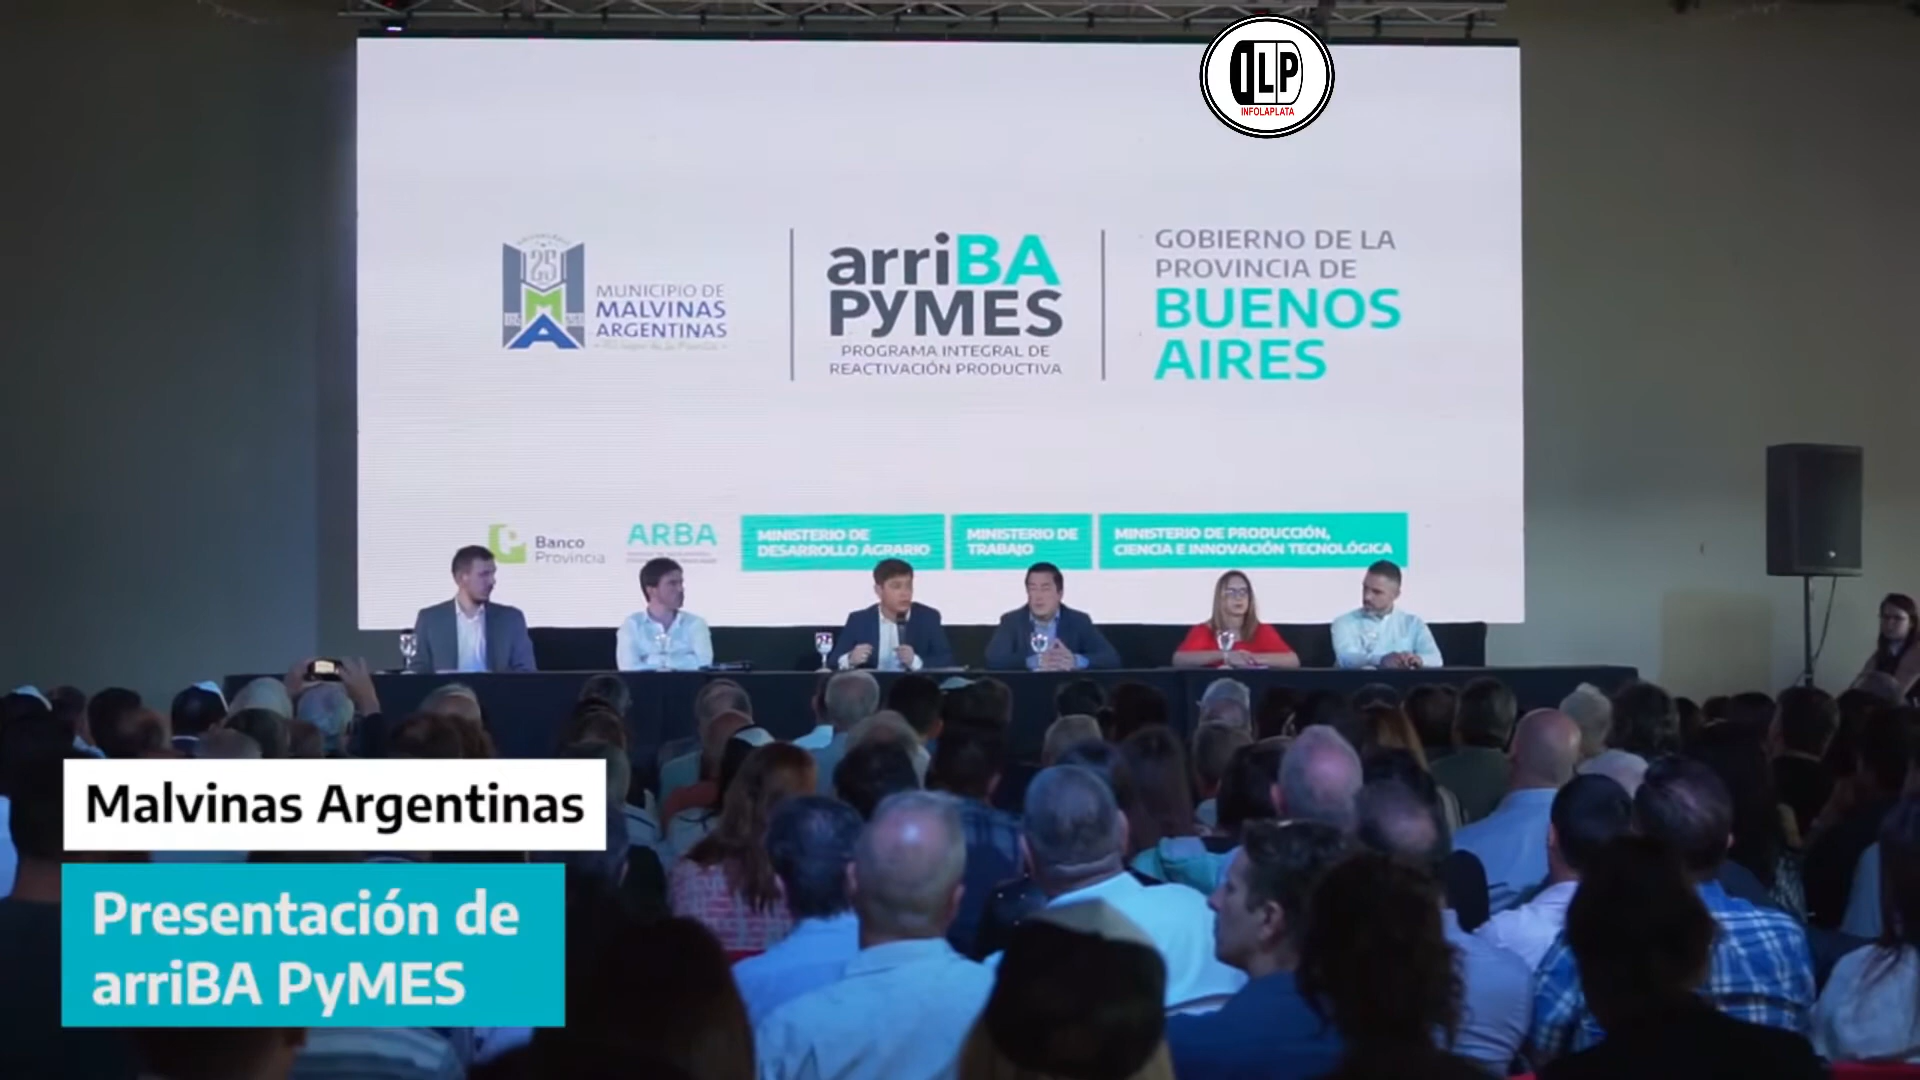 ILP
INFOLAPLATA
25
MUNICIPIO DE
MALVINAS
ARGENTINAS
arriBA
PyMES
PROGRAMA INTEGRAL DE
REACTIVACIÓN PRODUCTIVA
GOBIERNO DE LA
PROVINCIA DE
BUENOS
AIRES
Banco
Provincia
ARBA
MINISTERIO DE
DESARROLLO AGRARIO
MINISTERIO DE
TRABAJO
MINISTERIO DE PRODUCCIÓN,
CIENCIA E INNOVACIÓN TECNOLÓGICA
Malvinas Argentinas
Presentación de
arriBA PyMES